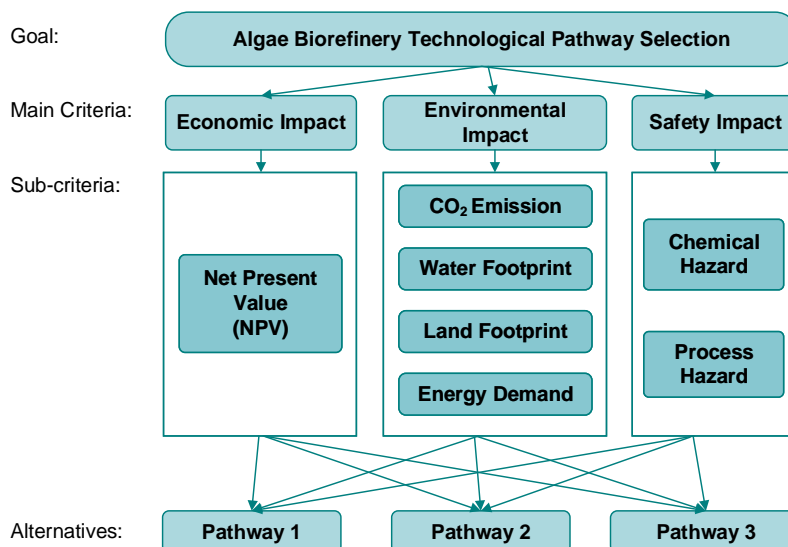 Goal:
Algae Biorefinery Technological Pathway Selection
Main Criteria:
Economic Impact
Environmental
Impact
Safety Impact
Sub-criteria:
Net Present
Value
(NPV)
CO₂ Emission
Water Footprint
Land Footprint
Energy Demand
Chemical
Hazard
Process
Hazard
Alternatives:
Pathway 1
Pathway 2
Pathway 3